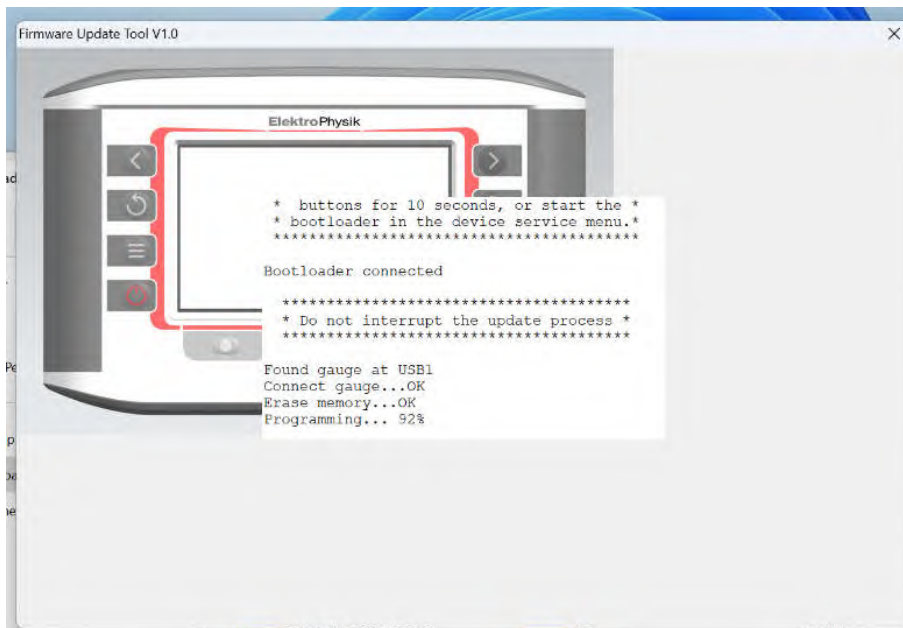 Firmware Update Tool V1.0
ElektroPhysik
*  buttons for 10 seconds, or start the *
* bootloader in the device service menu.*
*****************************************
Bootloader connected
***************************************
* Do not interrupt the update process *
***************************************
Found gauge at USB1
Connect gauge...OK
Erase memory...OK
Programming... 92%